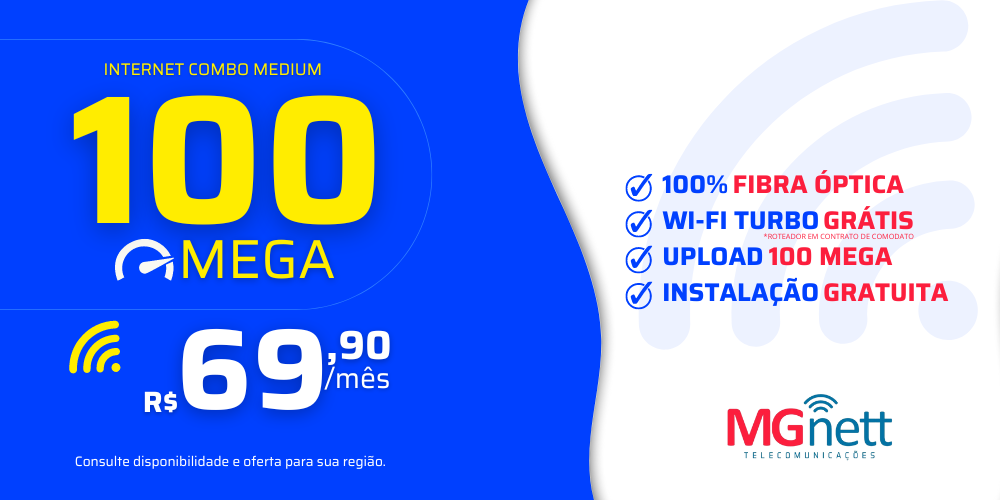 INTERNET COMBO MEDIUM
100
MEGA
R$69,90
/mês
Consulte disponibilidade e oferta para sua região.
100% FIBRA ÓPTICA
WI-FI TURBO GRÁTIS
*ROTEADOR EM CONTRATO DE COMODATO
UPLOAD 100 MEGA
INSTALAÇÃO GRATUITA
MGnett
TELECOMUNICAÇÕES